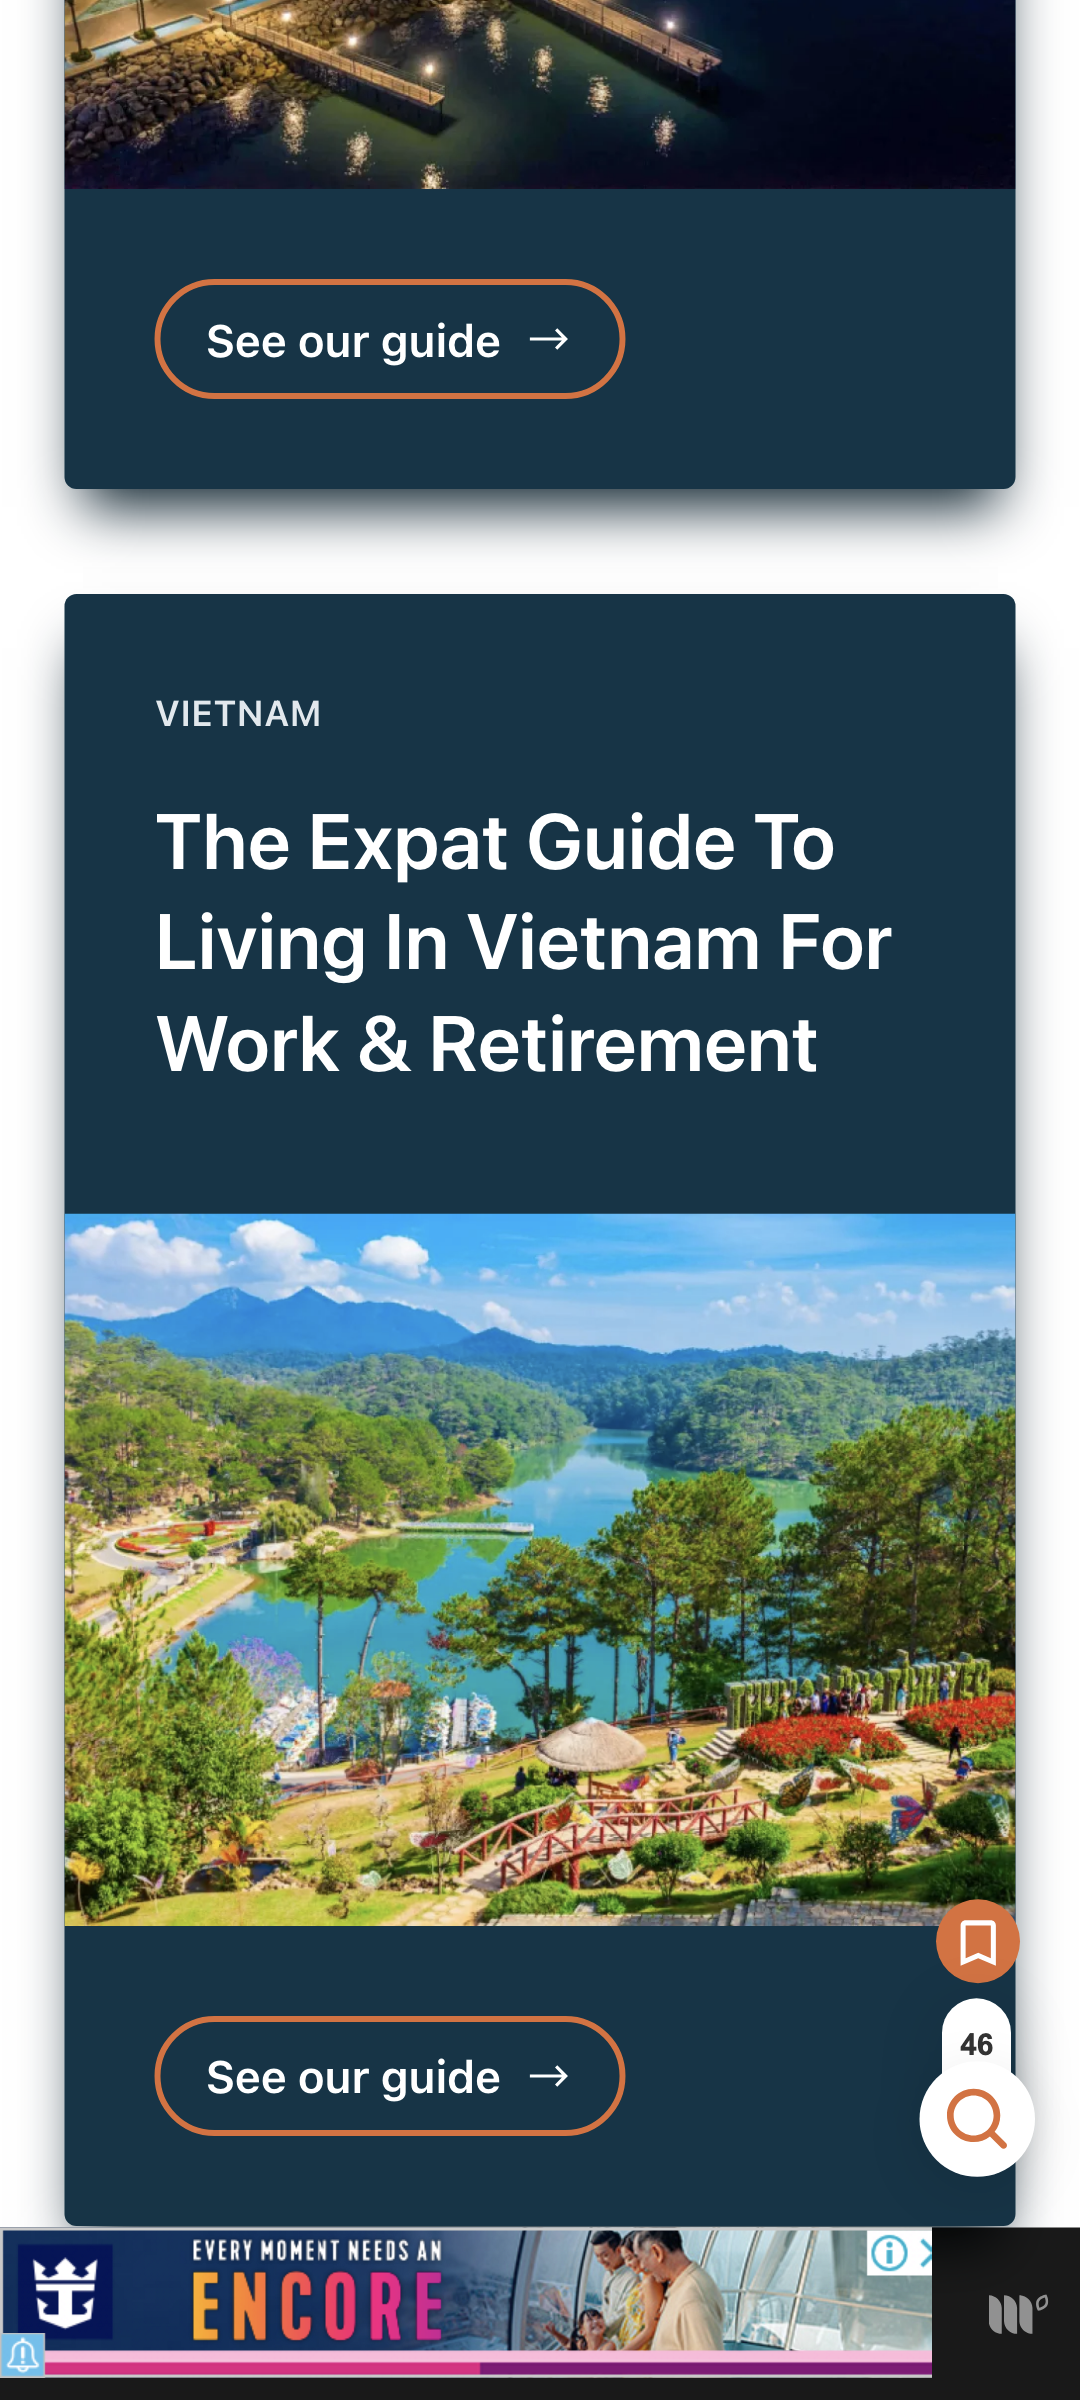 See our guide →
VIETNAM
The Expat Guide To
Living In Vietnam For
Work & Retirement
See our guide →
46
EVERY MOMENT NEEDS AN
ENCORE